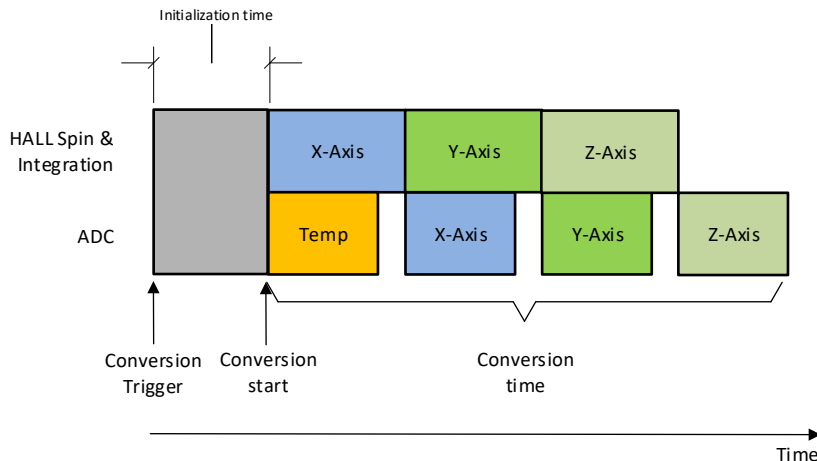 Initialization time
HALL Spin &
Integration
X-Axis
Y-Axis
Z-Axis
ADC
Temp
X-Axis
Y-Axis
Z-Axis
Conversion
Trigger
Conversion
start
Conversion
time
Time